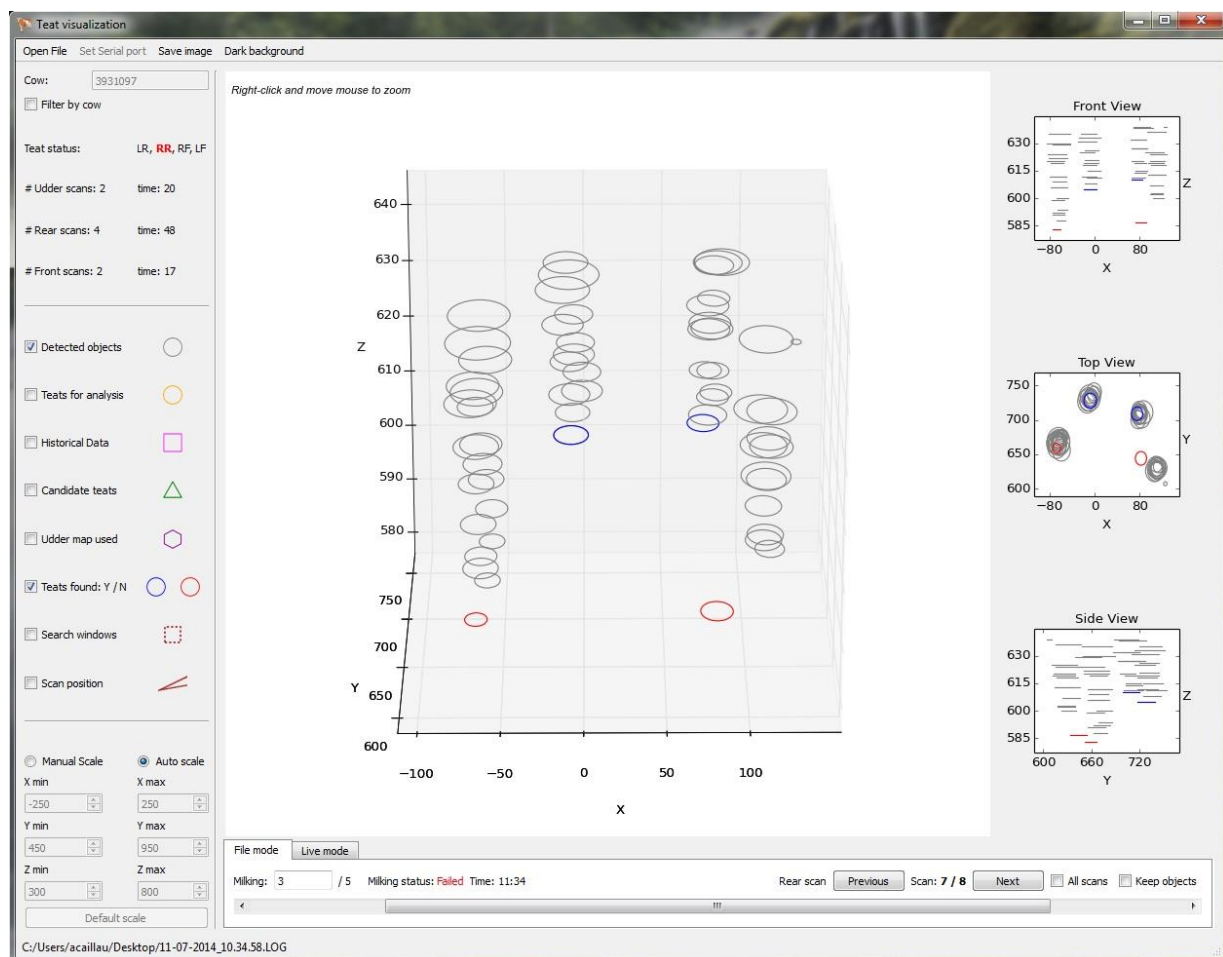 Teat visualization
Open File Set Serial port Save image Dark background
Cow: 3931097
Filter by cow
Teat status: LR, RR, RF, LF
# Udder scans: 2 time: 20
# Rear scans: 4 time: 48
# Front scans: 2 time: 17
Detected objects
Teats for analysis
Historical Data
Candidate teats
Udder map used
Teats found: Y / N
Search windows
Scan position
Manual Scale Auto scale
X min X max
-250 250
Y min Y max
450 950
Z min Z max
300 800
Default scale
Right-click and move mouse to zoom
640
630
620
Z
610
600
590
580
750
700
Y 650
600
−100 −50 0 50 100
X
Front View
630
615
600
585
Z
−80 0 80
X
Top View
750
700
650
600
Y
−80 0 80
X
Side View
630
615
600
585
Z
600 660 720
Y
File mode Live mode
Milking: 3 / 5 Milking status: Failed Time: 11:34 Rear scan Previous Scan: 7 / 8 Next All scans Keep objects
C:/Users/acaillau/Desktop/11-07-2014_10.34.58.LOG